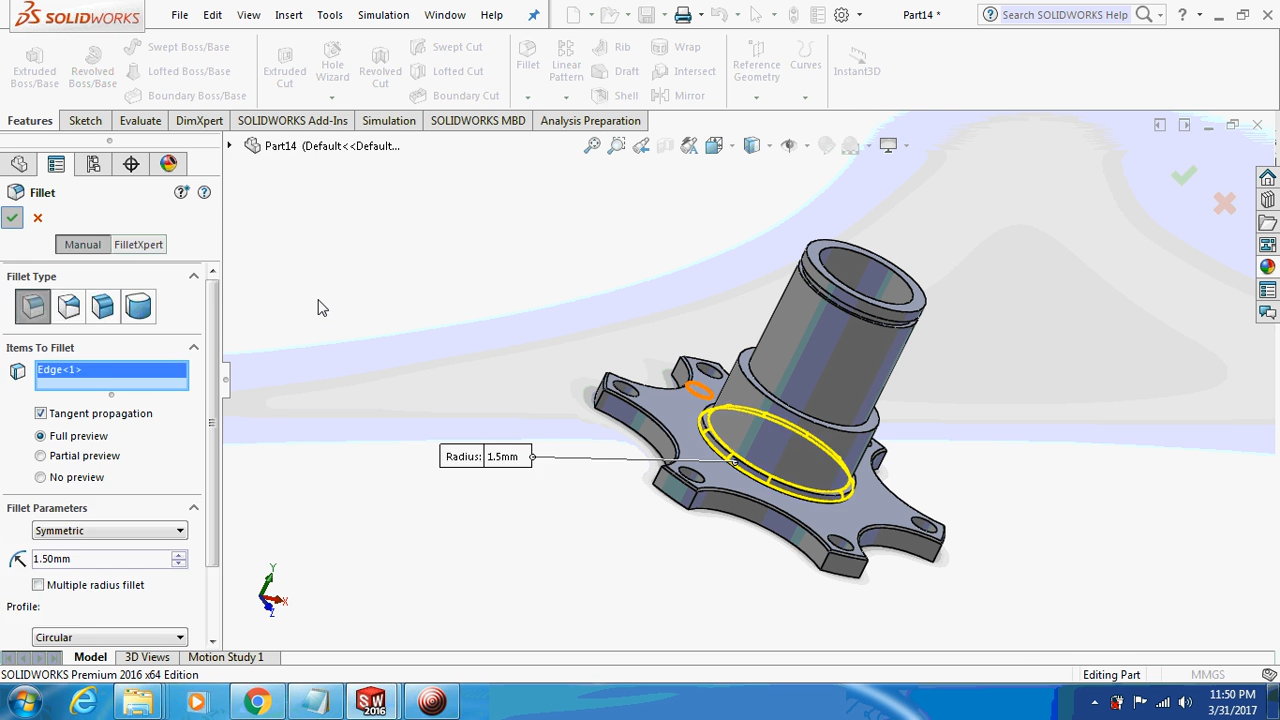 SOLIDWORKS
File Edit View Insert Tools Simulation Window Help
Part14 *
Search SOLIDWORKS Help
Extruded Boss/Base
Revolved Boss/Base
Swept Boss/Base
Lofted Boss/Base
Boundary Boss/Base
Extruded Cut
Hole Wizard
Revolved Cut
Swept Cut
Lofted Cut
Boundary Cut
Fillet
Linear Pattern
Rib
Draft
Shell
Wrap
Intersect
Mirror
Reference Geometry
Curves
Instant3D
Features Sketch Evaluate DimXpert SOLIDWORKS Add-Ins Simulation SOLIDWORKS MBD Analysis Preparation
Part14 (Default<<Default...
Fillet
Manual FilletXpert
Fillet Type
Items To Fillet
Edge<1>
Tangent propagation
Full preview
Partial preview
No preview
Fillet Parameters
Symmetric
1.50mm
Multiple radius fillet
Profile:
Circular
Radius: 1.5mm
Y
X
Z
Model 3D Views Motion Study 1
SOLIDWORKS Premium 2016 x64 Edition
Editing Part
MMGS
SW
2016
11:50 PM
3/31/2017